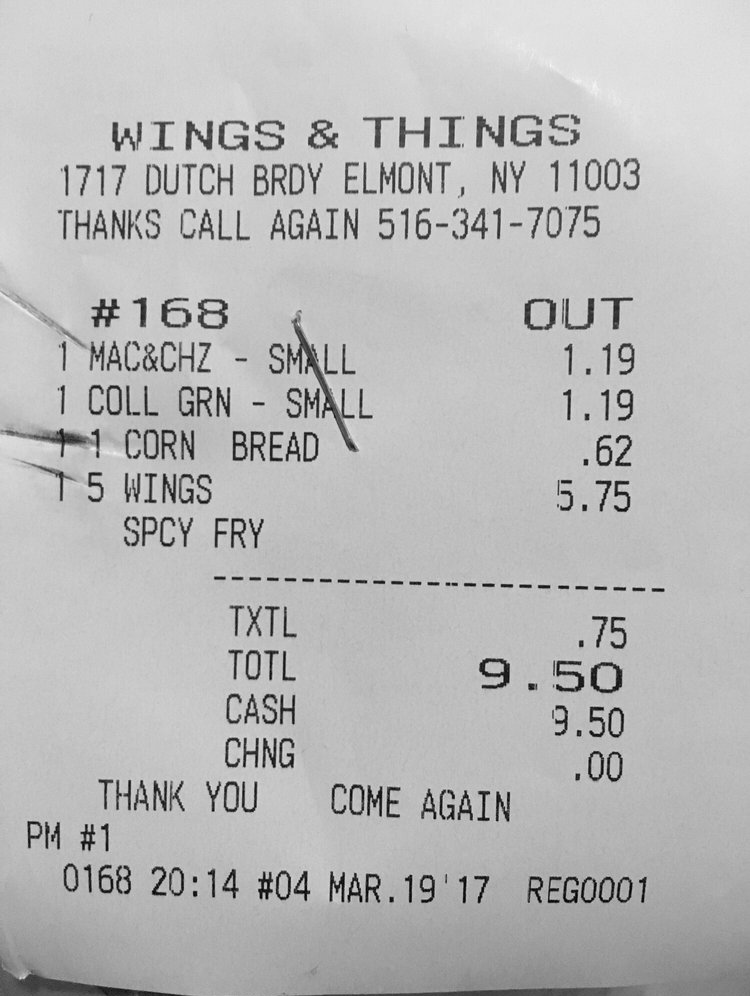 WINGS & THINGS
1717 DUTCH BRDY ELMONT, NY 11003
THANKS CALL AGAIN 516-341-7075
#168 OUT
1 MAC&CHZ - SMALL 1.19
1 COLL GRN - SMALL 1.19
1 1 CORN BREAD .62
1 5 WINGS 5.75
SPCY FRY
TXTL .75
TOTL 9.50
CASH 9.50
CHNG .00
THANK YOU COME AGAIN
PM #1
0168 20:14 #04 MAR.19'17 REG0001